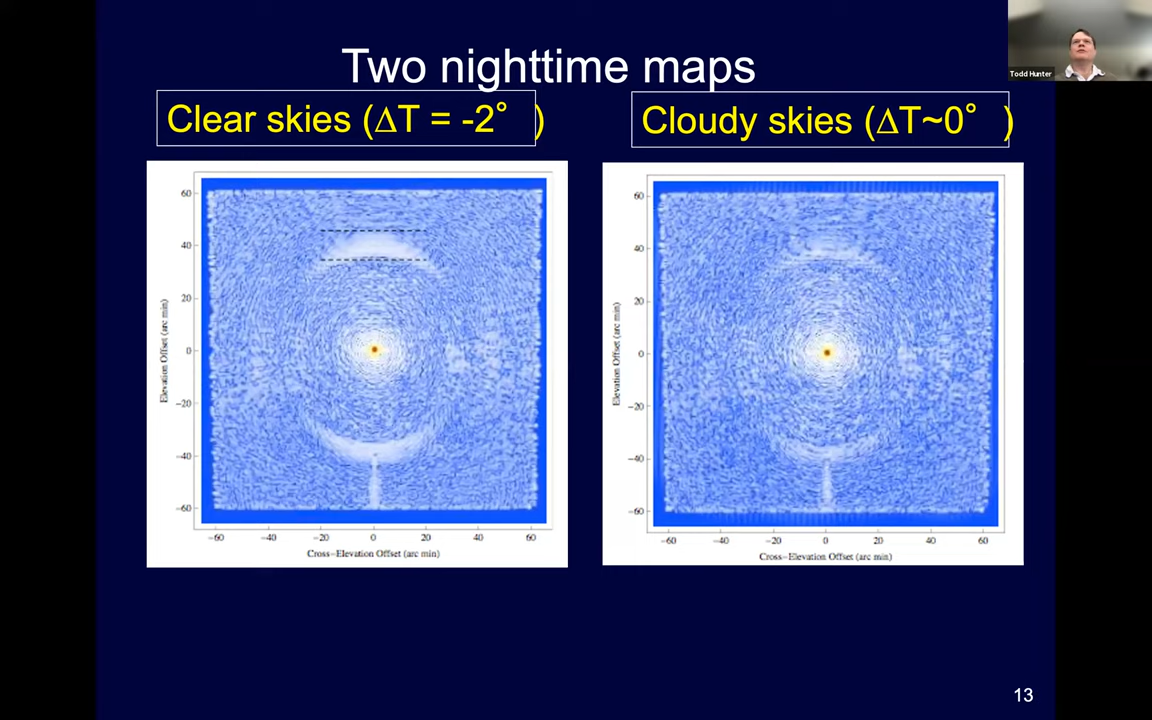 Two nighttime maps
Todd Hunter
Clear skies (ΔT = -2° )
Cloudy skies (ΔT~0° )
60
40
20
0
-20
-40
-60
Elevation Offset (arc min)
-60 -40 -20 0 20 40 60
Cross-Elevation Offset (arc min)
60
40
20
0
-20
-40
-60
Elevation Offset (arc min)
-60 -40 -20 0 20 40 60
Cross-Elevation Offset (arc min)
13